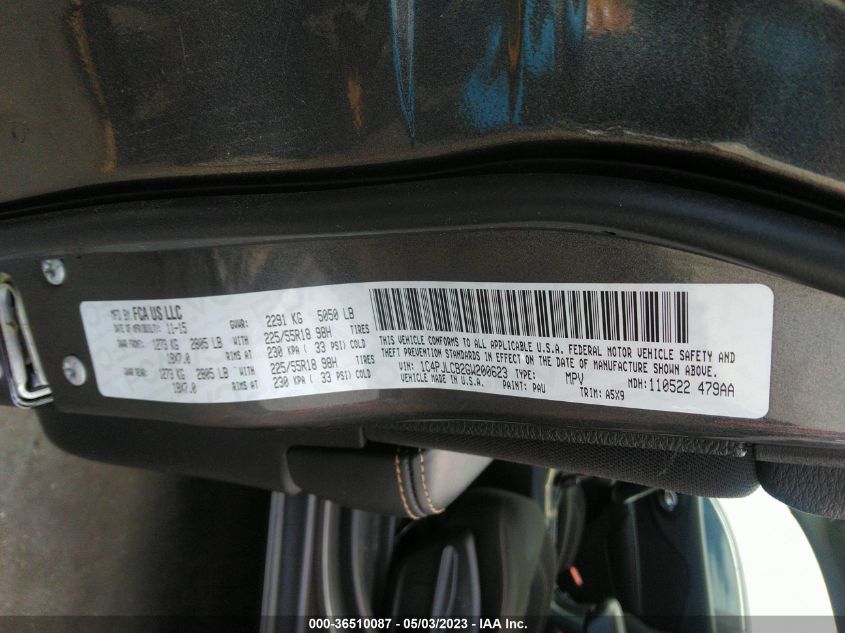 MFD BY: FCA US LLC
DATE OF MFR(MO/Y): 11-15 GVWR: 2291 KG 5050 LB
GAWR FRONT: 1273 KG 2805 LB WITH 225/55R18 98H TIRES
18X7.0 RIMS AT 230 KPA ( 33 PSI) COLD
GAWR REAR: 1273 KG 2805 LB WITH 225/55R18 98H TIRES
18X7.0 RIMS AT 230 KPA ( 33 PSI) COLD
THIS VEHICLE CONFORMS TO ALL APPLICABLE U.S.A. FEDERAL MOTOR VEHICLE SAFETY AND
THEFT PREVENTION STANDARDS IN EFFECT ON THE DATE OF MANUFACTURE SHOWN ABOVE.
VIN: 1C4PJLCB2GW200623 TYPE: MPV MDH: 110522 479AA
VEHICLE MADE IN U.S.A. PAINT: PAU TRIM: A5X9
000-36510087 - 05/03/2023 - IAA Inc.